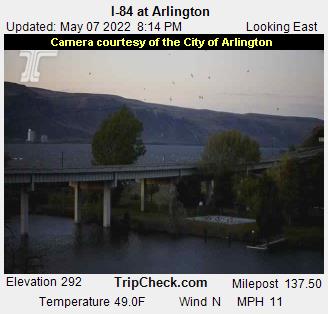 I-84 at Arlington
Updated: May 07 2022 8:14 PM Looking East
Camera courtesy of the City of Arlington
Elevation 292 TripCheck.com Milepost 137.50
Temperature 49.0F Wind N MPH 11